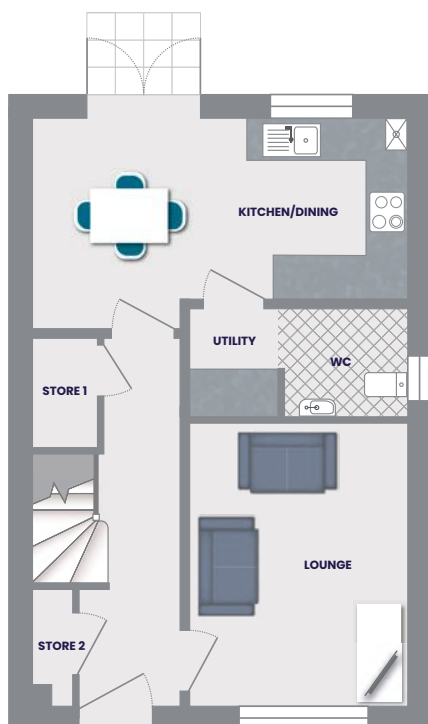 KITCHEN/DINING
UTILITY
WC
STORE 1
LOUNGE
STORE 2